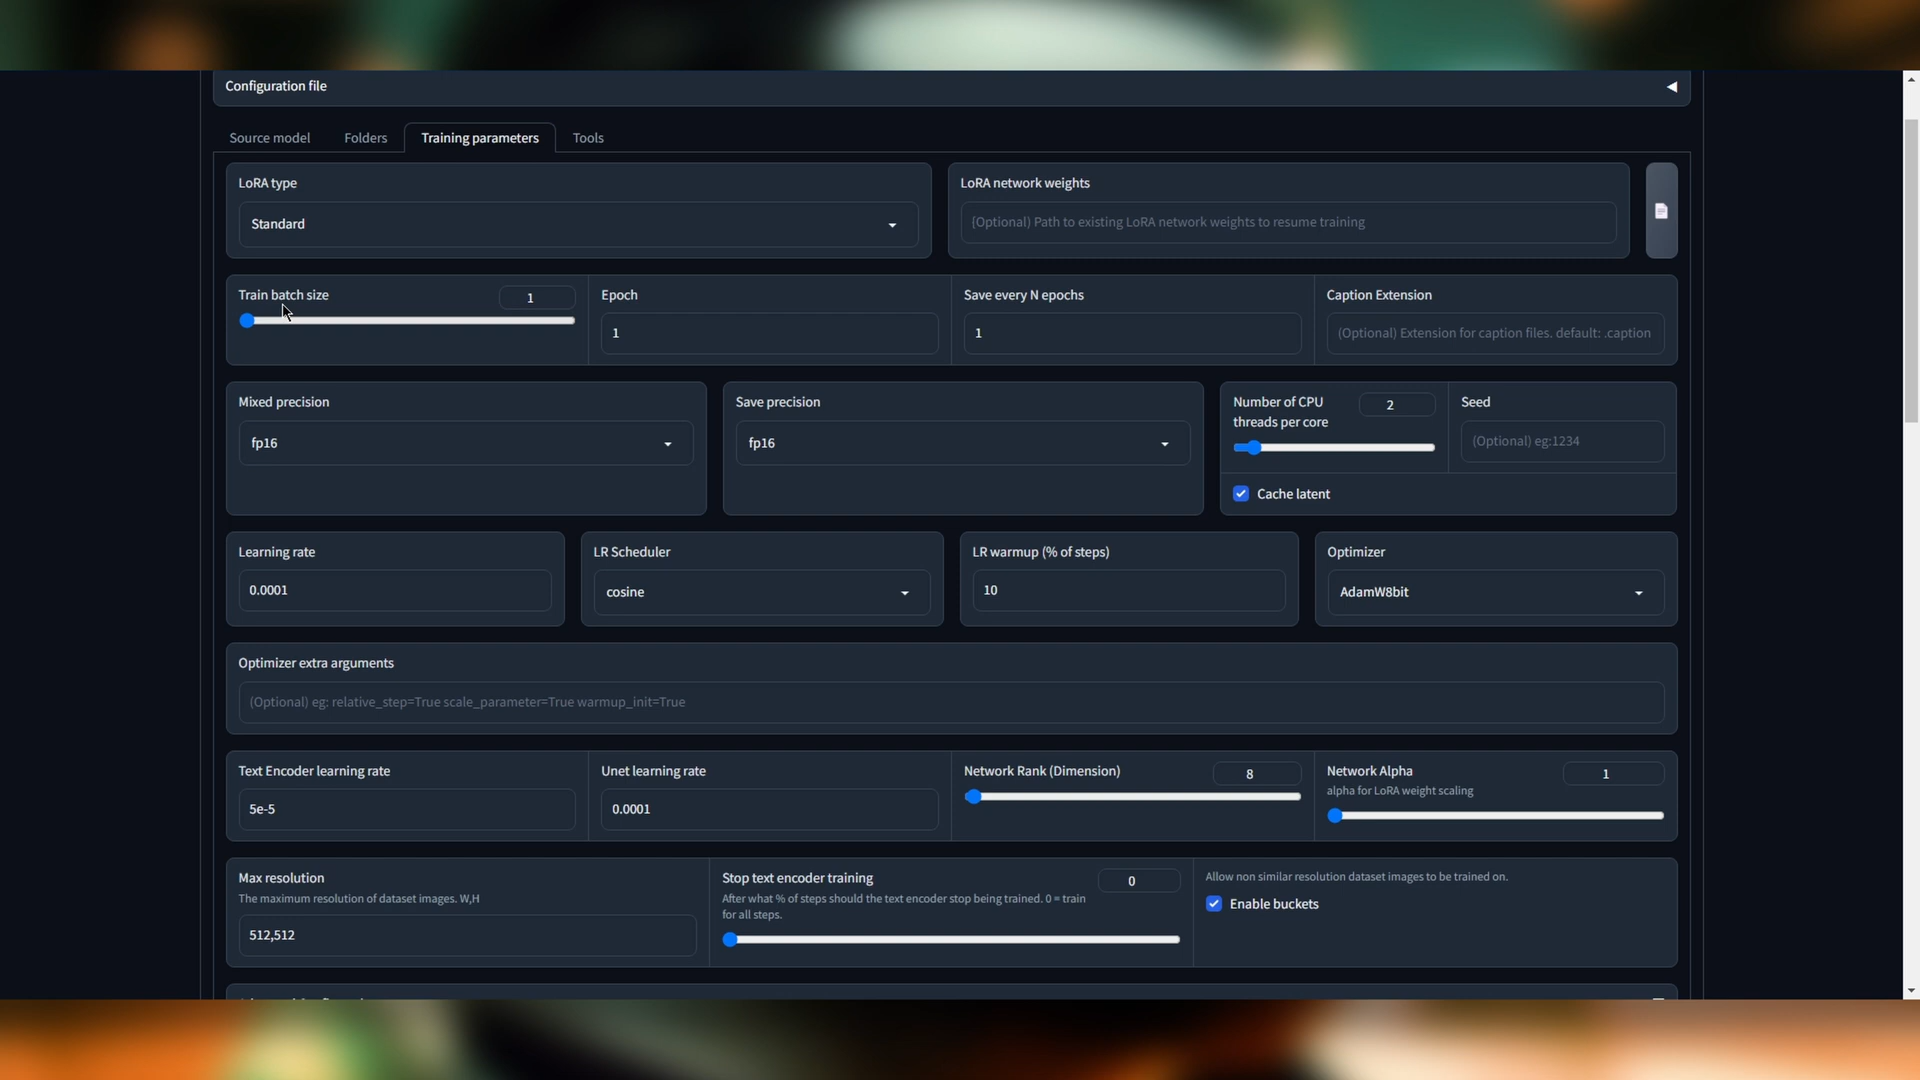 Configuration file
Source model
Folders
Training parameters
Tools
LoRA type
Standard
LoRA network weights
(Optional) Path to existing LoRA network weights to resume training
Train batch size
1
Epoch
1
Save every N epochs
1
Caption Extension
(Optional) Extension for caption files. default: .caption
Mixed precision
fp16
Save precision
fp16
Number of CPU
threads per core
2
Seed
(Optional) eg:1234
Cache latent
Learning rate
0.0001
LR Scheduler
cosine
LR warmup (% of steps)
10
Optimizer
AdamW8bit
Optimizer extra arguments
(Optional) eg: relative_step=True scale_parameter=True warmup_init=True
Text Encoder learning rate
5e-5
Unet learning rate
0.0001
Network Rank (Dimension)
8
Network Alpha
alpha for LoRA weight scaling
1
Max resolution
The maximum resolution of dataset images. W,H
512,512
Stop text encoder training
After what % of steps should the text encoder stop being trained. 0 = train
for all steps.
0
Allow non similar resolution dataset images to be trained on.
Enable buckets